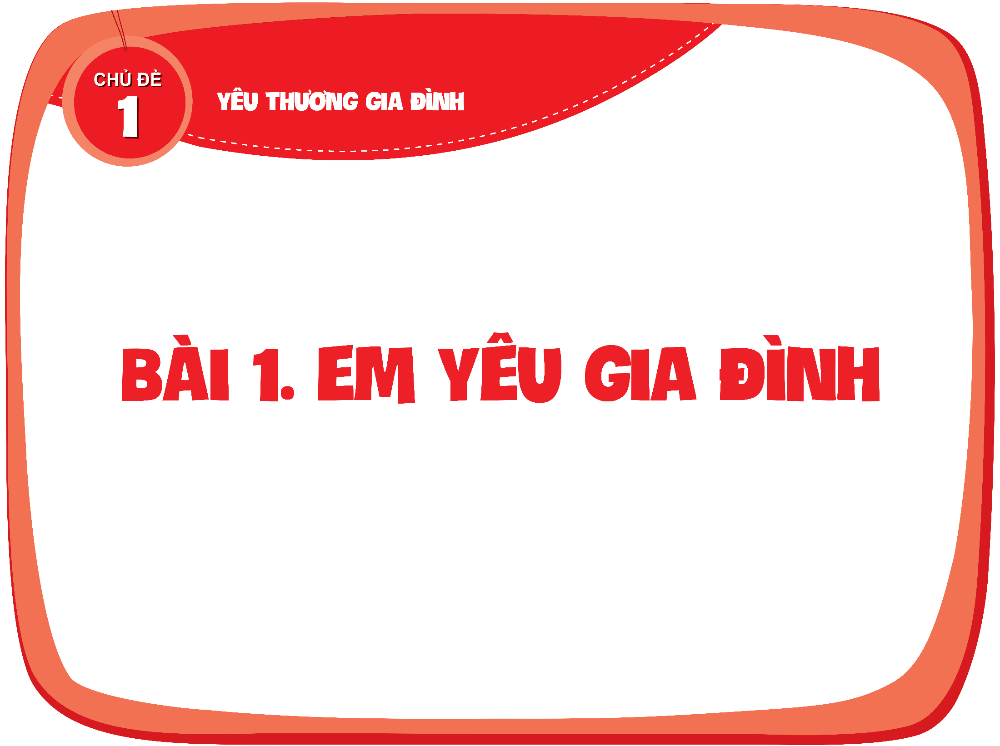 CHỦ ĐỀ
1
YÊU THƯƠNG GIA ĐÌNH
BÀI 1. EM YÊU GIA ĐÌNH